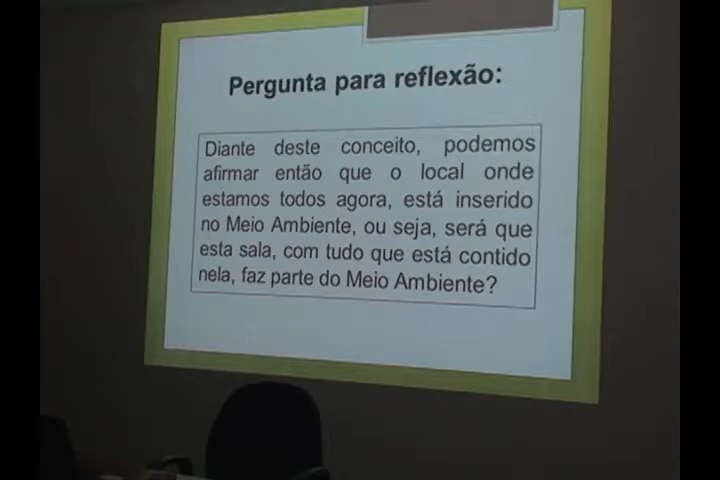 Pergunta para reflexão:
Diante deste conceito, podemos
afirmar então que o local onde
estamos todos agora, está inserido
no Meio Ambiente, ou seja, será que
esta sala, com tudo que está contido
nela, faz parte do Meio Ambiente?